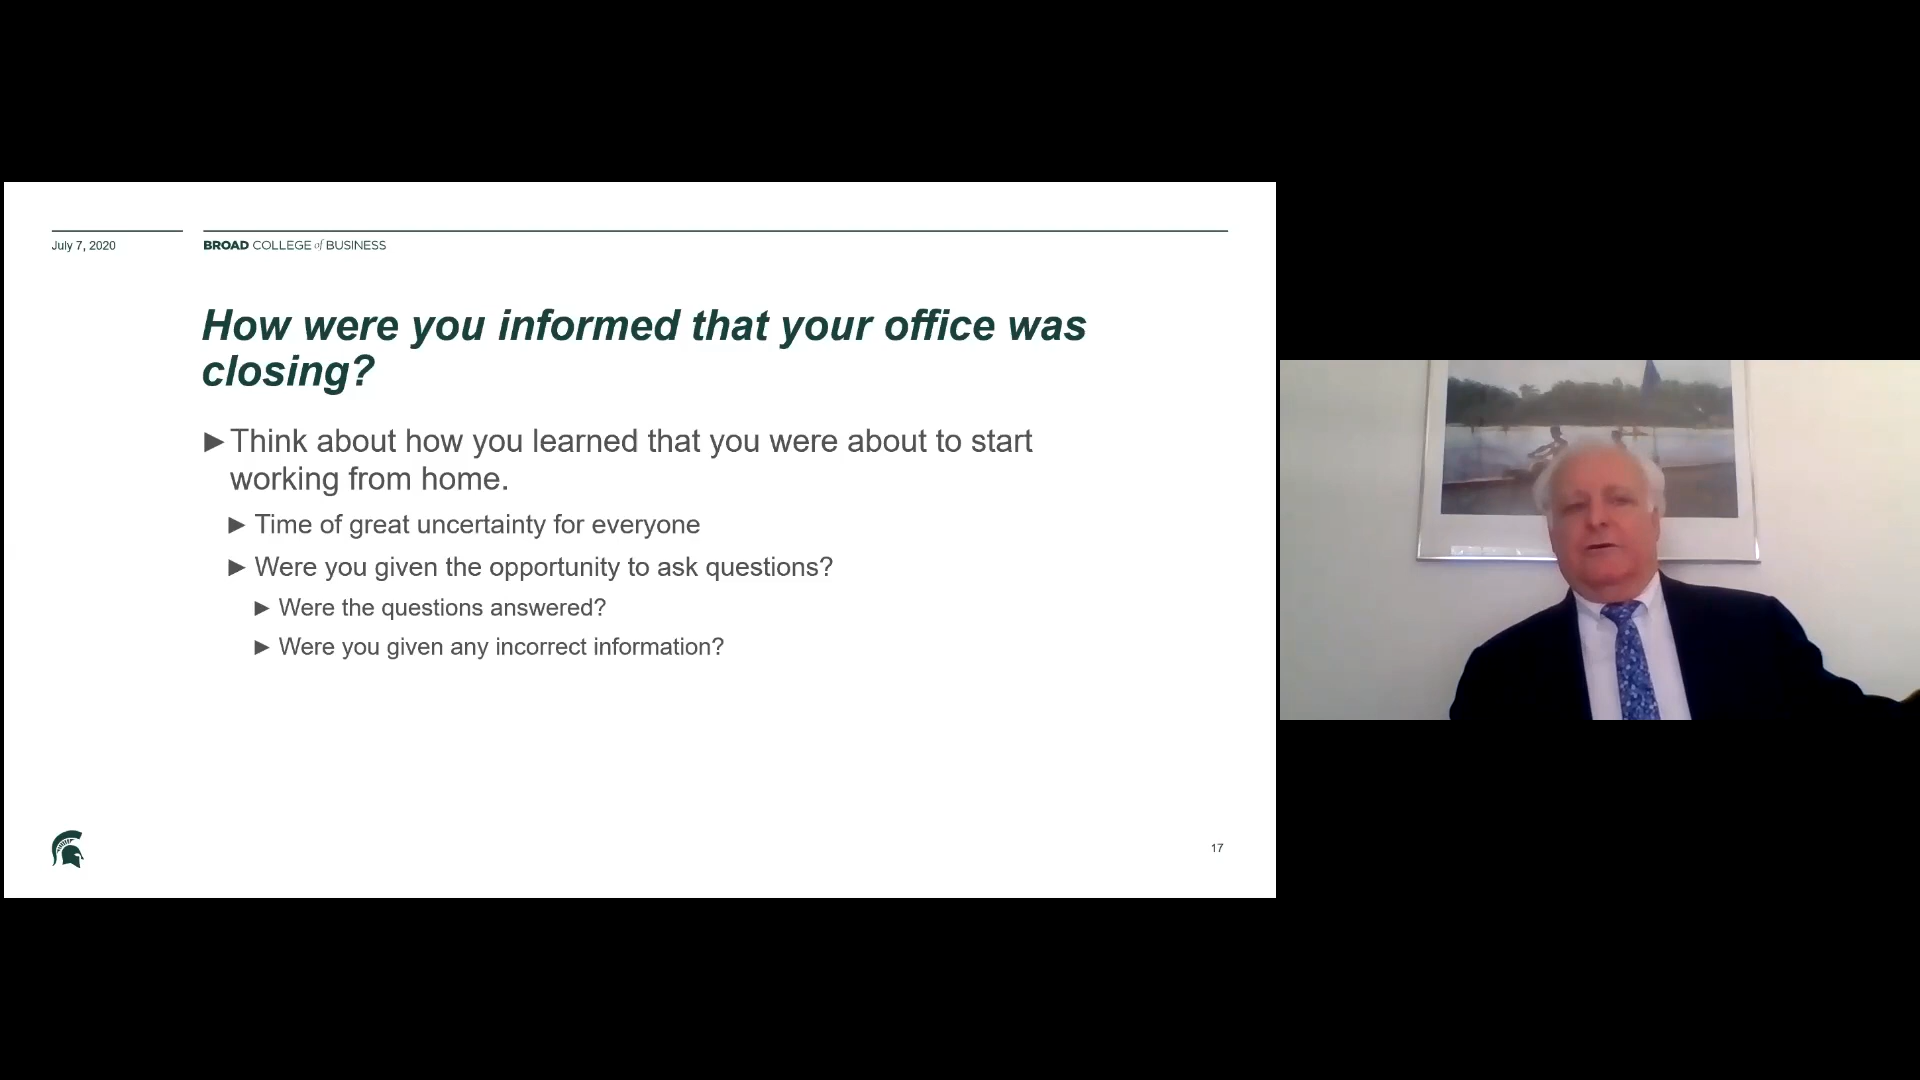 July 7, 2020
BROAD COLLEGE of BUSINESS
How were you informed that your office was
closing?
►Think about how you learned that you were about to start
working from home.
► Time of great uncertainty for everyone
► Were you given the opportunity to ask questions?
► Were the questions answered?
► Were you given any incorrect information?
17